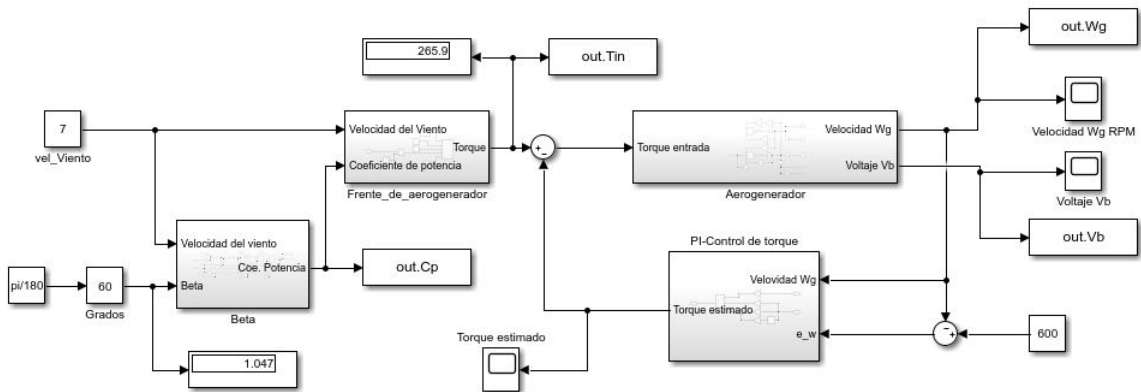 out.Wg
265.9
out.Tin
7
vel_Viento
Velocidad del Viento
Torque
Coeficiente de potencia
Frente_de_aerogenerador
+
-
Torque entrada
Velocidad Wg
Voltaje Vb
Aerogenerador
Velocidad Wg RPM
Voltaje Vb
out.Vb
Velocidad del viento
Coe. Potencia
Beta
Beta
out.Cp
pi/180
60
Grados
1.047
PI-Control de torque
Velovidad Wg
Torque estimado
e_w
Torque estimado
-
+
600